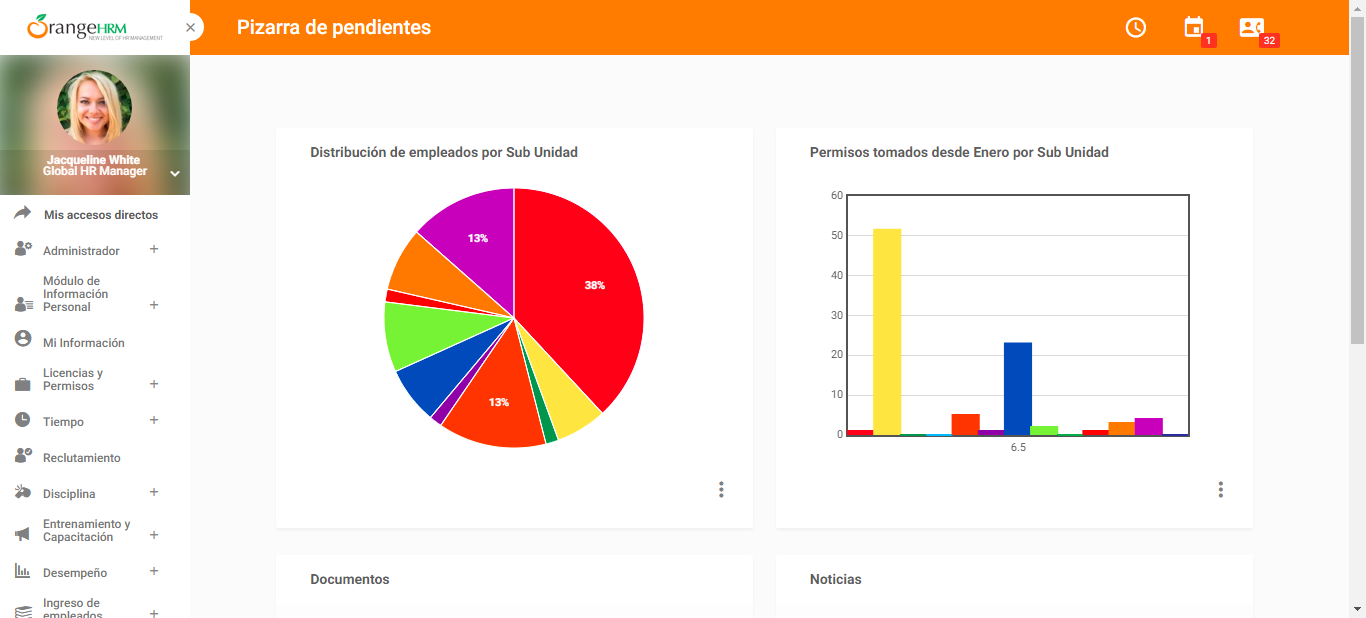 OrangeHRM
NEW LEVEL OF HR MANAGEMENT
Pizarra de pendientes
1
32
Jacqueline White
Global HR Manager
Mis accesos directos
Administrador
Módulo de
Información
Personal
Mi Información
Licencias y
Permisos
Tiempo
Reclutamiento
Disciplina
Entrenamiento y
Capacitación
Desempeño
Ingreso de
empleados
Distribución de empleados por Sub Unidad
13%
38%
13%
Permisos tomados desde Enero por Sub Unidad
60
50
40
30
20
10
0
6.5
Documentos
Noticias